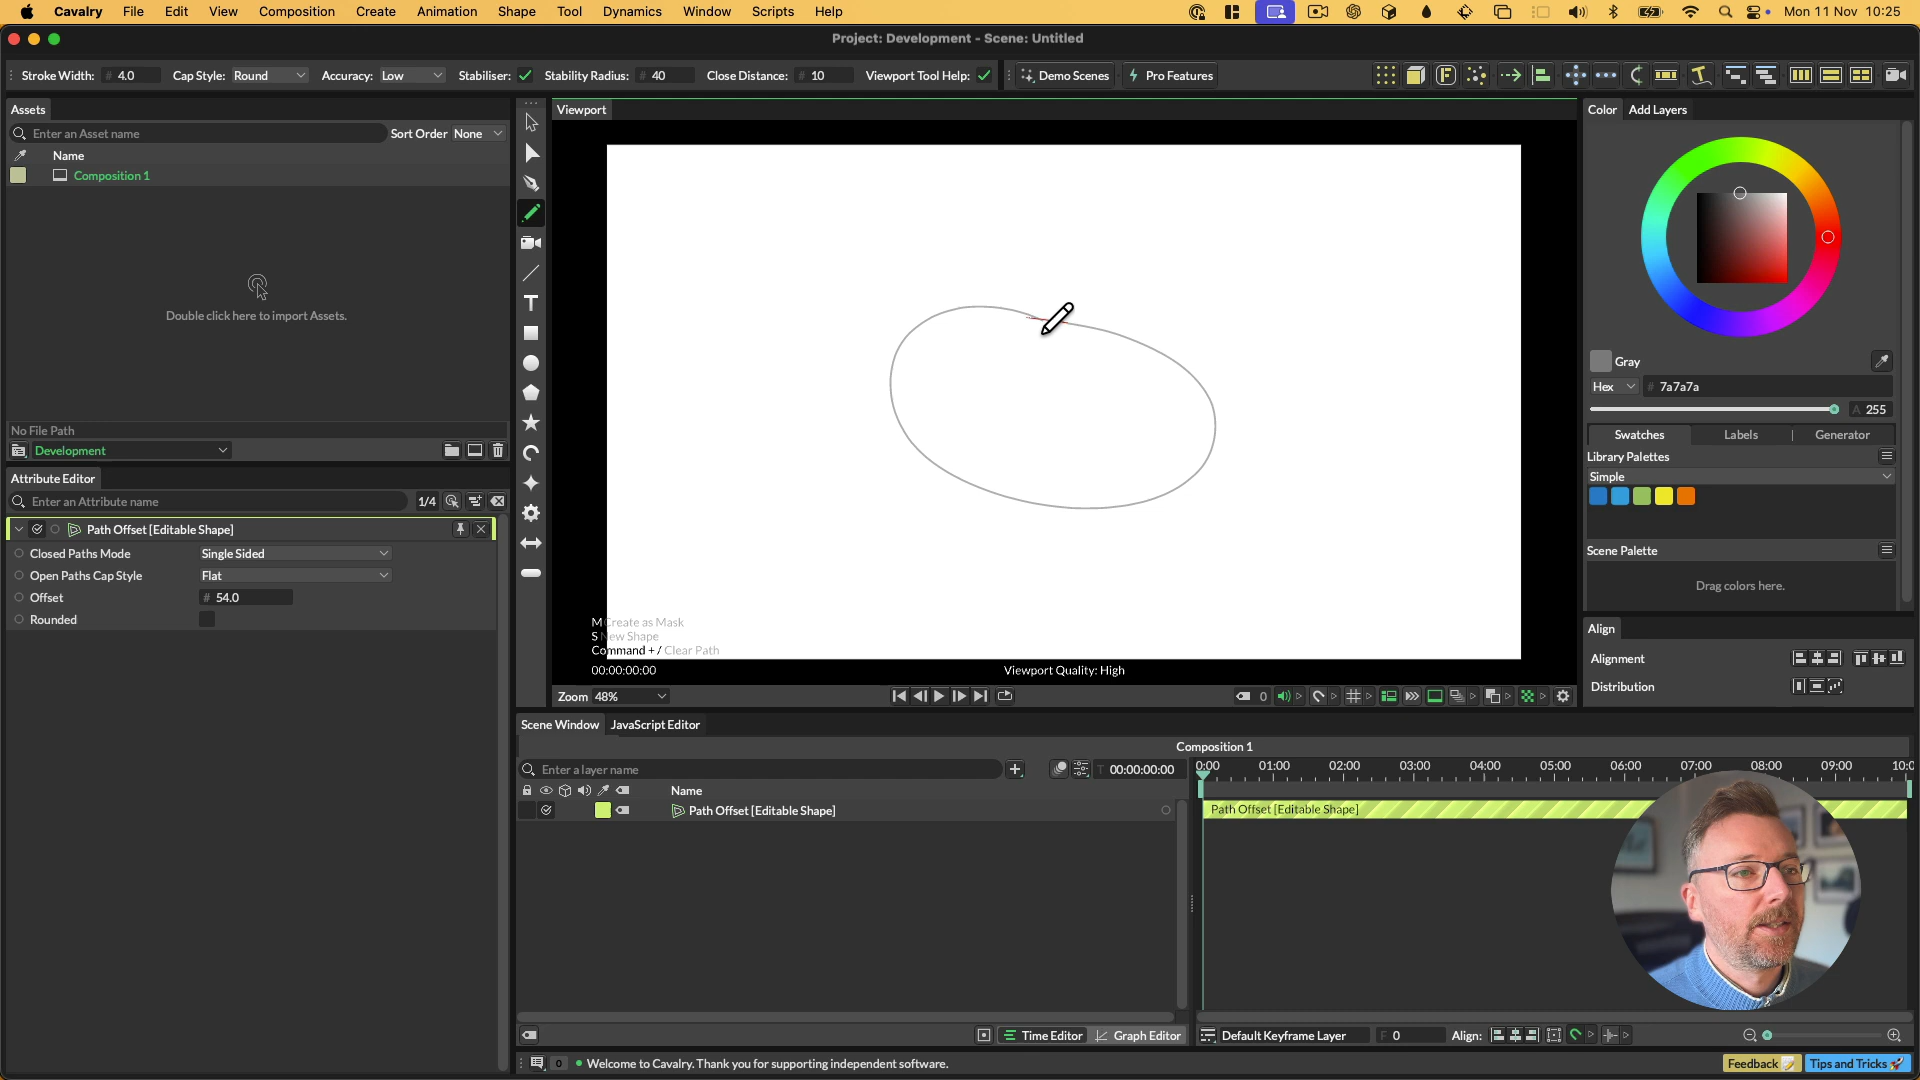 Cavalry File Edit View Composition Create Animation Shape Tool Dynamics Window Scripts Help Mon 11 Nov 10:25
Project: Development - Scene: Untitled
Stroke Width: # 4.0 Cap Style: Round Accuracy: Low Stabiliser: Stability Radius: # 40 Close Distance: # 10 Viewport Tool Help: Demo Scenes Pro Features
Assets
Enter an Asset name Sort Order None
Name
Composition 1
Double click here to import Assets.
No File Path
Development
Attribute Editor
Enter an Attribute name 1/4
Path Offset [Editable Shape]
Closed Paths Mode Single Sided
Open Paths Cap Style Flat
Offset # 54.0
Rounded
Viewport
M Create as Mask
S New Shape
Command + / Clear Path
00:00:00:00 Viewport Quality: High
Zoom 48% 0
Color Add Layers
Gray
Hex # 7a7a7a
A 255
Swatches Labels Generator
Library Palettes
Simple
Scene Palette
Drag colors here.
Align
Alignment
Distribution
Scene Window JavaScript Editor
Composition 1
Enter a layer name T 00:00:00:00 0:00 01:00 02:00 03:00 04:00 05:00 06:00 07:00 08:00 09:00 10:0
Name
Path Offset [Editable Shape] Path Offset [Editable Shape]
Time Editor Graph Editor Default Keyframe Layer F 0 Align:
0 Welcome to Cavalry. Thank you for supporting independent software. Feedback Tips and Tricks